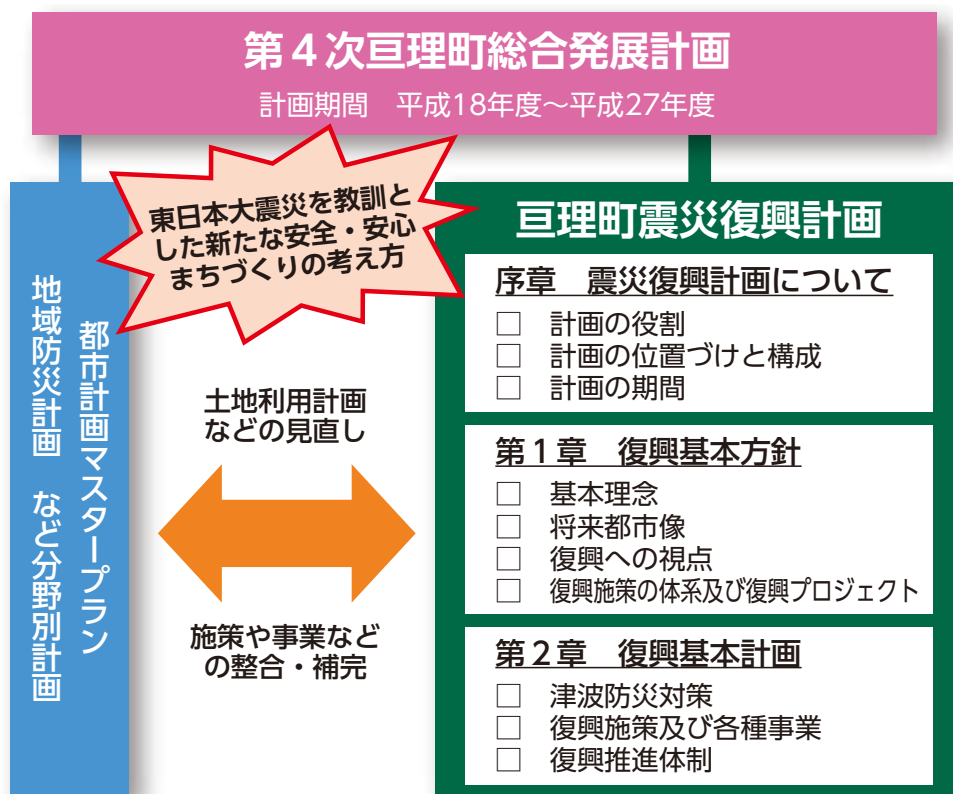 第4次亘理町総合発展計画
計画期間　平成18年度～平成27年度
東日本大震災を教訓と
した新たな安全・安心
まちづくりの考え方
都市計画マスタープラン
地域防災計画　など分野別計画
土地利用計画
などの見直し
施策や事業など
の整合・補完
亘理町震災復興計画
序章　震災復興計画について
□　計画の役割
□　計画の位置づけと構成
□　計画の期間
第1章　復興基本方針
□　基本理念
□　将来都市像
□　復興への視点
□　復興施策の体系及び復興プロジェクト
第2章　復興基本計画
□　津波防災対策
□　復興施策及び各種事業
□　復興推進体制